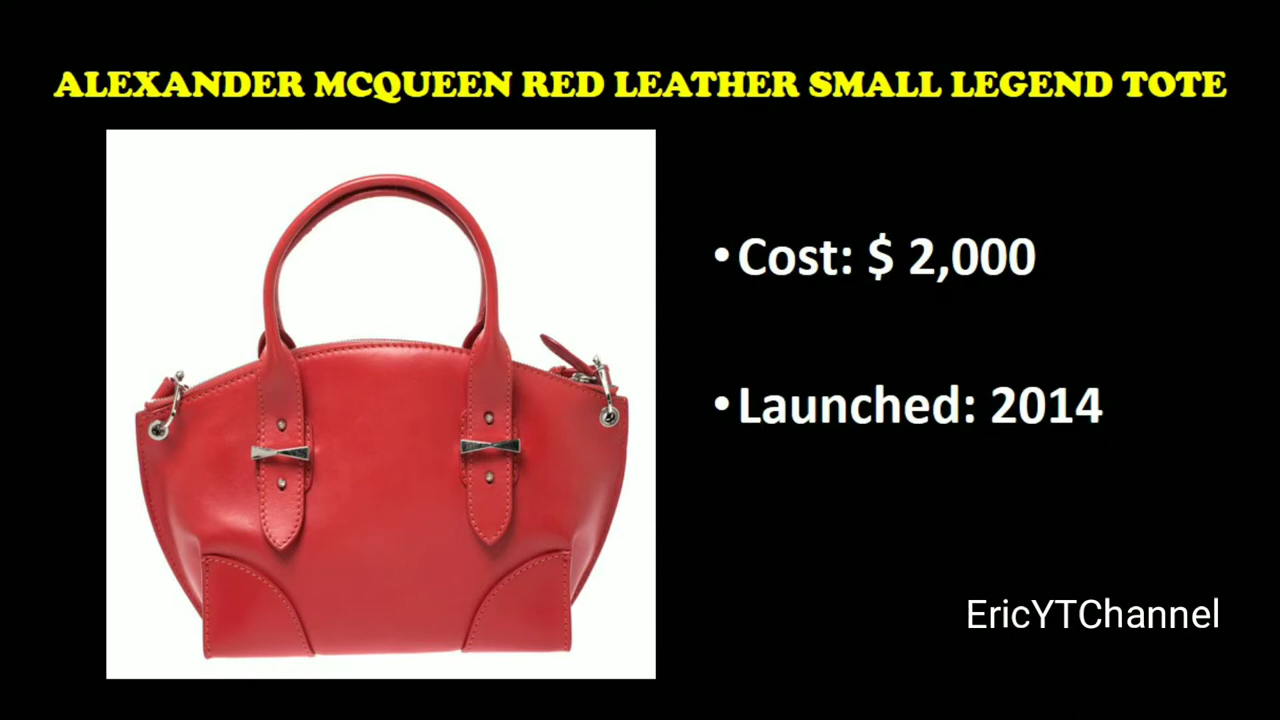 ALEXANDER MCQUEEN RED LEATHER SMALL LEGEND TOTE
•Cost: $ 2,000
•Launched: 2014
EricYTChannel